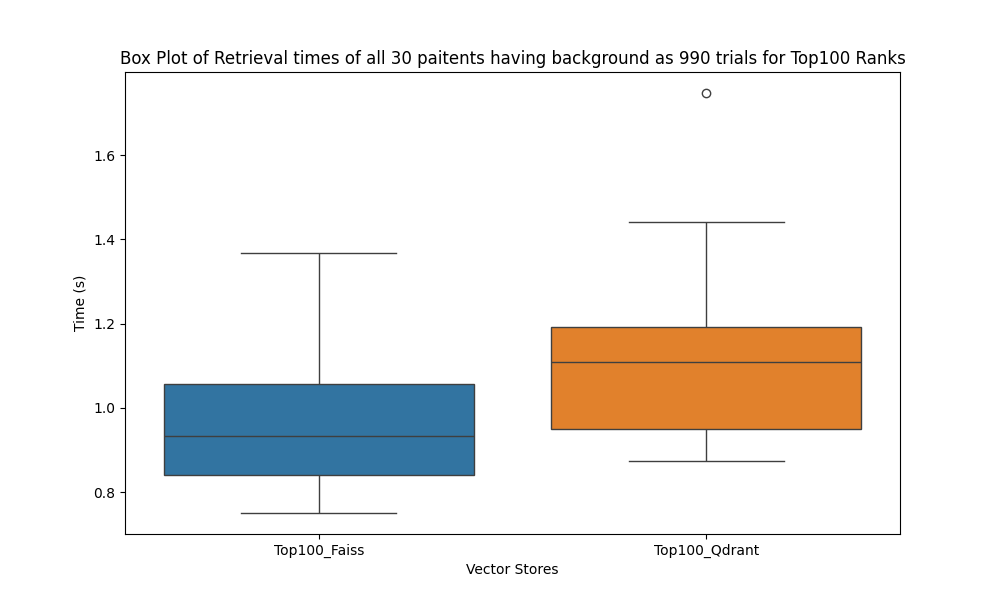 Box Plot of Retrieval times of all 30 paitents having background as 990 trials for Top100 Ranks
1.6
1.4
1.2
1.0
0.8
Time (s)
Top100_Faiss
Top100_Qdrant
Vector Stores